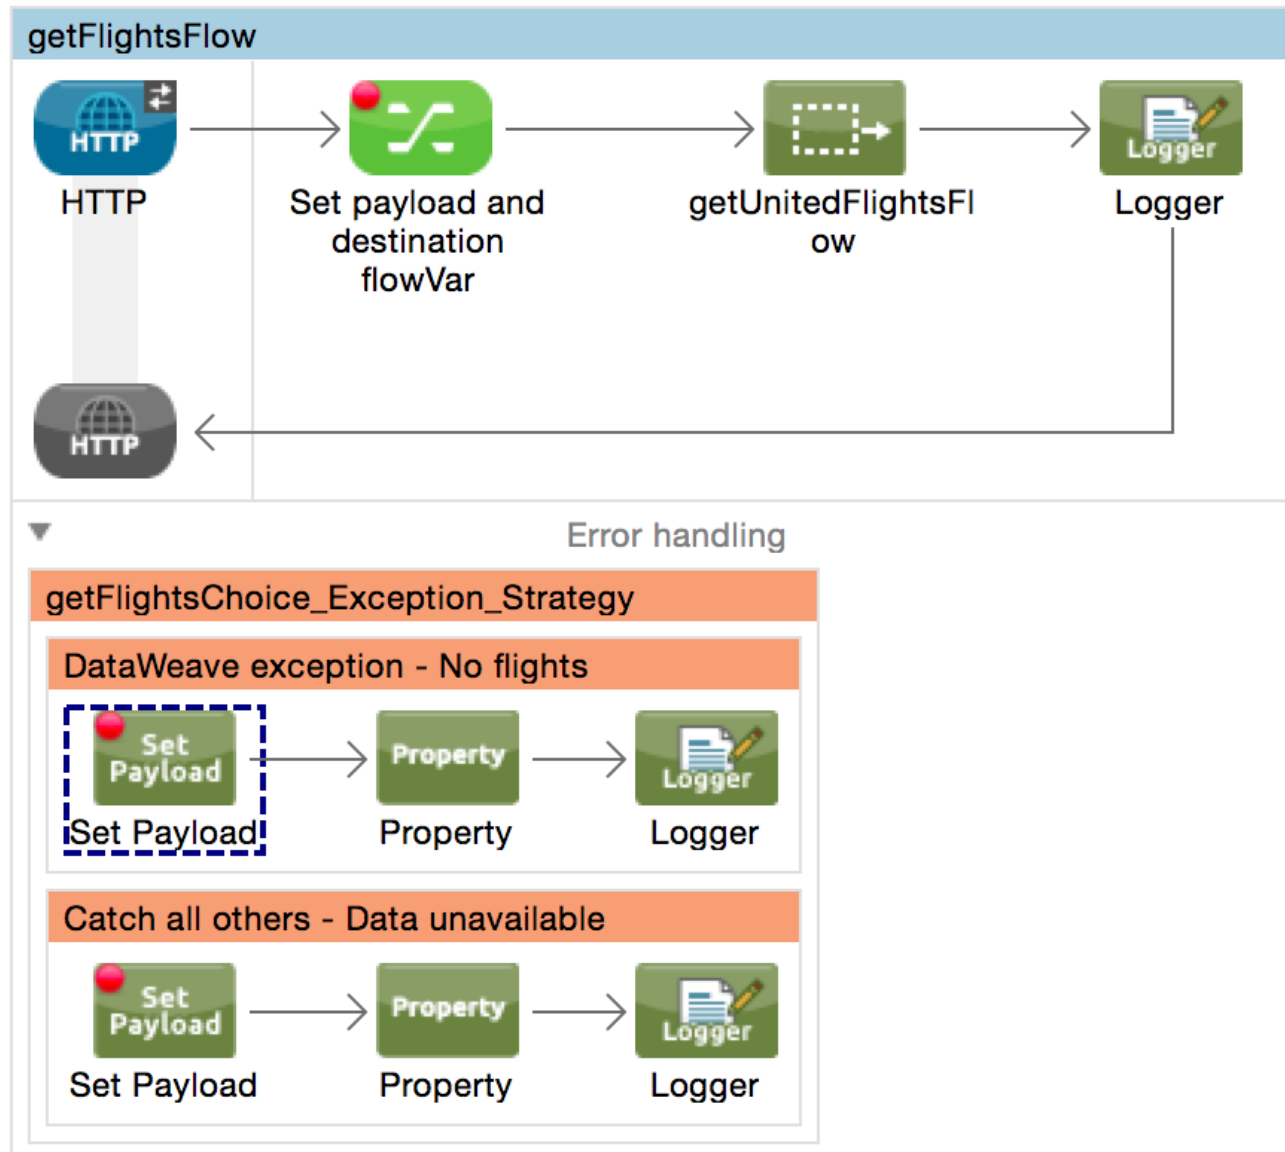 getFlightsFlow
HTTP
Logger
HTTP
Set payload and
destination
flowVar
getUnitedFlightsFl
ow
Logger
HTTP
Error handling
getFlightsChoice_Exception_Strategy
DataWeave exception - No flights
Set
Payload
Property
Logger
Set Payload
Property
Logger
Catch all others - Data unavailable
Set
Payload
Property
Logger
Set Payload
Property
Logger